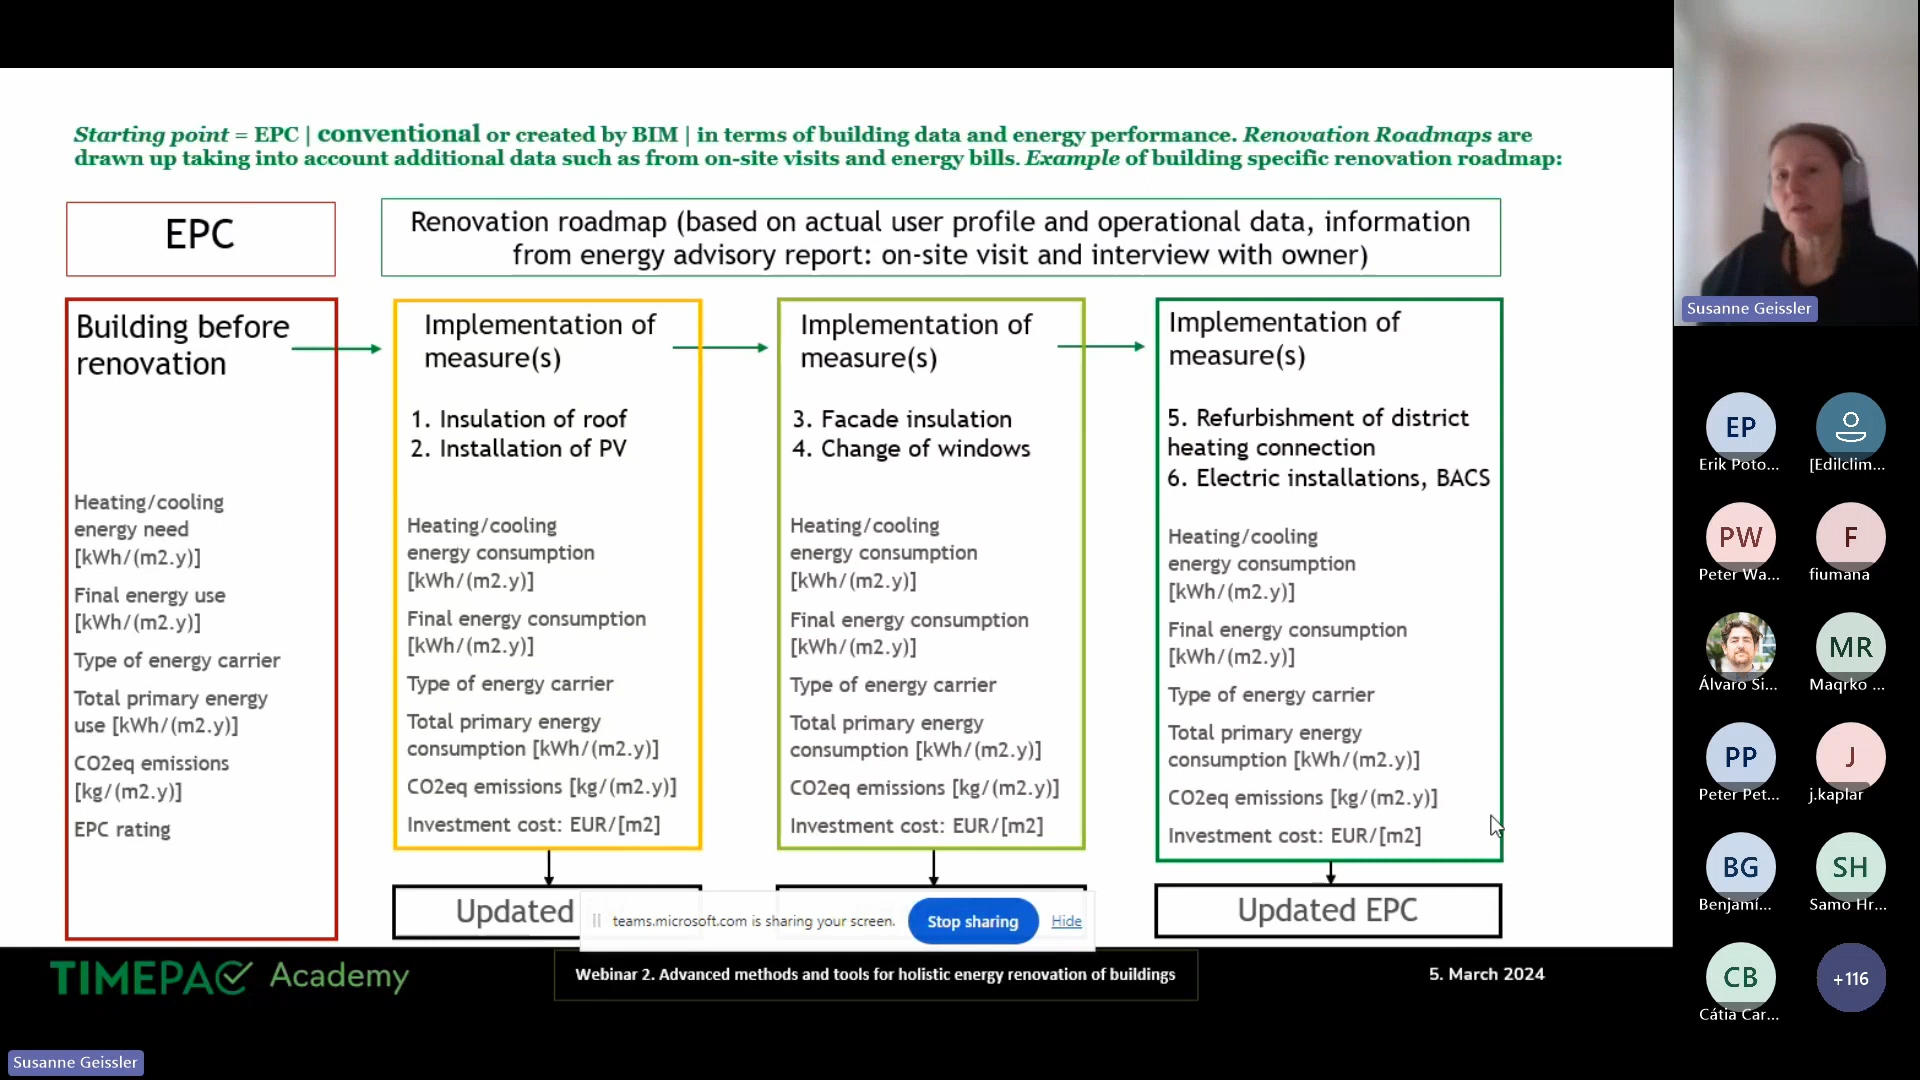 Starting point = EPC | conventional or created by BIM | in terms of building data and energy performance. Renovation Roadmaps are
drawn up taking into account additional data such as from on-site visits and energy bills. Example of building specific renovation roadmap:
EPC
Renovation roadmap (based on actual user profile and operational data, information
from energy advisory report: on-site visit and interview with owner)
Building before
renovation
Heating/cooling
energy need
[kWh/(m2.y)]
Final energy use
[kWh/(m2.y)]
Type of energy carrier
Total primary energy
use [kWh/(m2.y)]
CO2eq emissions
[kg/(m2.y)]
EPC rating
Implementation of
measure(s)
1. Insulation of roof
2. Installation of PV
Heating/cooling
energy consumption
[kWh/(m2.y)]
Final energy consumption
[kWh/(m2.y)]
Type of energy carrier
Total primary energy
consumption [kWh/(m2.y)]
CO2eq emissions [kg/(m2.y)]
Investment cost: EUR/[m2]
Updated
Implementation of
measure(s)
3. Facade insulation
4. Change of windows
Heating/cooling
energy consumption
[kWh/(m2.y)]
Final energy consumption
[kWh/(m2.y)]
Type of energy carrier
Total primary energy
consumption [kWh/(m2.y)]
CO2eq emissions [kg/(m2.y)]
Investment cost: EUR/[m2]
Implementation of
measure(s)
5. Refurbishment of district
heating connection
6. Electric installations, BACS
Heating/cooling
energy consumption
[kWh/(m2.y)]
Final energy consumption
[kWh/(m2.y)]
Type of energy carrier
Total primary energy
consumption [kWh/(m2.y)]
CO2eq emissions [kg/(m2.y)]
Investment cost: EUR/[m2]
Updated EPC
teams.microsoft.com is sharing your screen. Stop sharing Hide
TIMEPAC Academy
Webinar 2. Advanced methods and tools for holistic energy renovation of buildings
5. March 2024
Susanne Geissler
Susanne Geissler
EP
Erik Poto...
[Edilclim...
PW
Peter Wa...
F
fiumana
Álvaro Si...
MR
Maqrko ...
PP
Peter Pet...
J
j.kaplar
BG
Benjamí...
SH
Samo Hr...
CB
Cátia Car...
+116